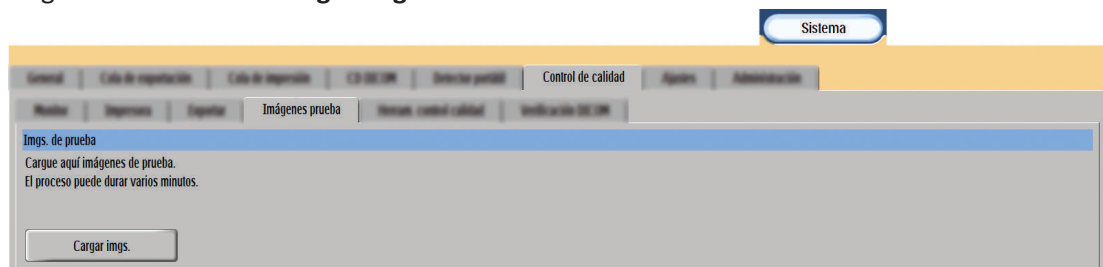 Sistema
General Cola de exportación Cola de impresión CD DICOM Detector portátil Control de calidad Ajustes Administración
Monitor Impresora Exportar Imágenes prueba Herram. control calidad Verificación DICOM
Imgs. de prueba
Cargue aquí imágenes de prueba.
El proceso puede durar varios minutos.
Cargar imgs.